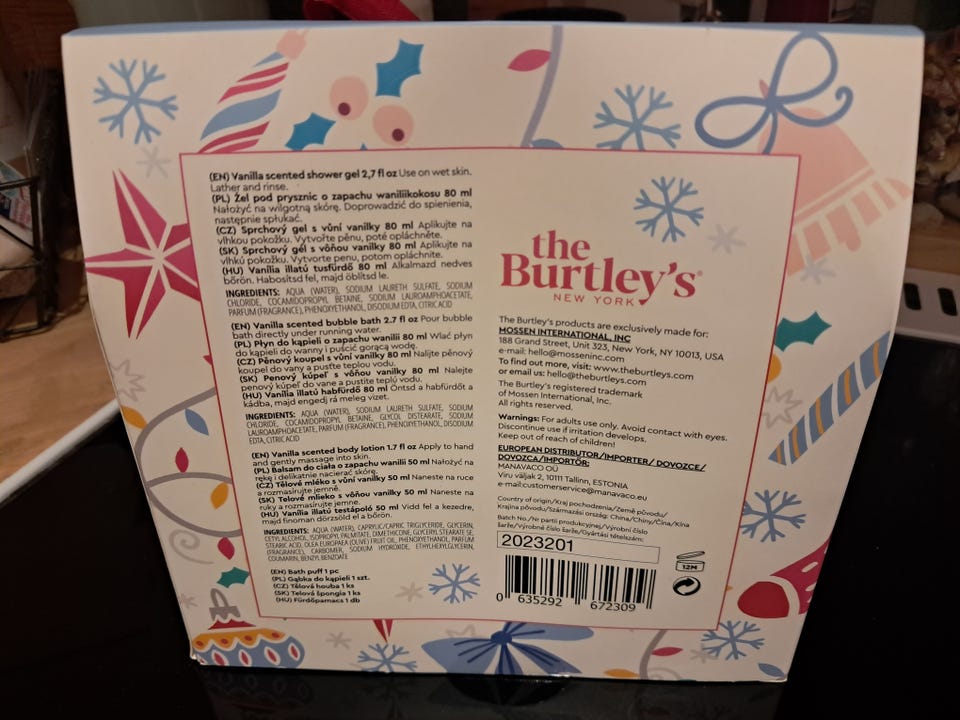 (EN) Vanilla scented shower gel 2,7 fl oz Use on wet skin.
Lather and rinse.
(PL) Żel pod prysznic o zapachu waniliikokosu 80 ml
Nałożyć na wilgotną skórę. Doprowadzić do spienienia,
następnie spłukać.
(CZ) Sprchový gel s vůní vanilky 80 ml Aplikujte na
vlhkou pokožku. Vytvořte pěnu, poté opláchněte.
(SK) Sprchový gél s vôňou vanilky 80 ml Aplikujte na
vlhkú pokožku. Vytvorte penu, potom opláchnite.
(HU) Vanília illatú tusfürdő 80 ml Alkalmazd nedves
bőrön. Habosítsd fel, majd öblítsd le.
INGREDIENTS: AQUA (WATER), SODIUM LAURETH SULFATE, SODIUM
CHLORIDE, COCAMIDOPROPYL BETAINE, SODIUM LAUROAMPHOACETATE,
PARFUM (FRAGRANCE), PHENOXYETHANOL, DISODIUM EDTA, CITRIC ACID
(EN) Vanilla scented bubble bath 2.7 fl oz Pour bubble
bath directly under running water.
(PL) Płyn do kąpieli o zapachu wanilii 80 ml Wlać płyn
do kąpieli do wanny i puścić gorącą wodę.
(CZ) Pěnový koupel s vůní vanilky 80 ml Nalijte pěnový
koupel do vany a pusťte teplou vodu.
(SK) Penový kúpeľ s vôňou vanilky 80 ml Nalejte
penový kúpeľ do vane a pustite teplú vodu.
(HU) Vanília illatú habfürdő 80 ml Öntsd a habfürdőt a
kádba, majd engedj rá meleg vizet.
INGREDIENTS: AQUA (WATER), SODIUM LAURETH SULFATE, SODIUM
CHLORIDE, COCAMIDOPROPYL BETAINE, GLYCOL DISTEARATE, SODIUM
LAUROAMPHOACETATE, PARFUM (FRAGRANCE), PHENOXYETHANOL, DISODIUM
EDTA, CITRIC ACID
(EN) Vanilla scented body lotion 1.7 fl oz Apply to hand
and gently massage into skin.
(PL) Balsam do ciała o zapachu wanilii 50 ml Nałożyć na
rękę i delikatnie nacierać skórę.
(CZ) Tělové mléko s vůní vanilky 50 ml Naneste na ruce
a rozmasírujte jemně.
(SK) Telové mlieko s vôňou vanilky 50 ml Naneste na
ruky a rozmasírujte jemne.
(HU) Vanília illatú testápoló 50 ml Vidd fel a kezedre,
majd finoman dörzsöld el a bőrön.
INGREDIENTS: AQUA (WATER), CAPRYLIC/CAPRIC TRIGLYCERIDE, GLYCERIN,
CETYL ALCOHOL, ISOPROPYL PALMITATE, DIMETHICONE, GLYCERYL STEARATE SE,
STEARIC ACID, OLEA EUROPAEA (OLIVE) FRUIT OIL, PHENOXYETHANOL, PARFUM
(FRAGRANCE), CARBOMER, SODIUM HYDROXIDE, ETHYLHEXYLGLYCERIN,
COUMARIN, BENZYL BENZOATE
(EN) Bath puff 1 pc
(PL) Gąbka do kąpieli 1 szt.
(CZ) Tělová houba 1 ks
(SK) Telová špongia 1 ks
(HU) Fürdőpamacs 1 db
the
Burtley's®
NEW YORK
The Burtley's products are exclusively made for:
MOSSEN INTERNATIONAL, INC
188 Grand Street, Unit 323, New York, NY 10013, USA
e-mail: hello@mosseninc.com
To find out more, visit: www.theburtleys.com
or email us: hello@theburtleys.com
The Burtley's registered trademark
of Mossen International, Inc.
All rights reserved.
Warnings: For adults use only. Avoid contact with eyes.
Discontinue use if irritation develops.
Keep out of reach of children!
EUROPEAN DISTRIBUTOR/IMPORTER/ DOVOZCE/
DOVOZCA/IMPORTŐR:
MANAVACO OÜ
Viru väljak 2, 10111 Tallinn, ESTONIA
e-mail:customerservice@manavaco.eu
Country of origin/Kraj pochodzenia/Země původu/
Krajina pôvodu/Származási ország: China/Chiny/Čína/Kína
Batch No./Nr partii produkcyjnej/Výrobní číslo
šarže/Výrobné číslo šarže/Gyártási tételszám:
2023201
12M
0 635292 672309